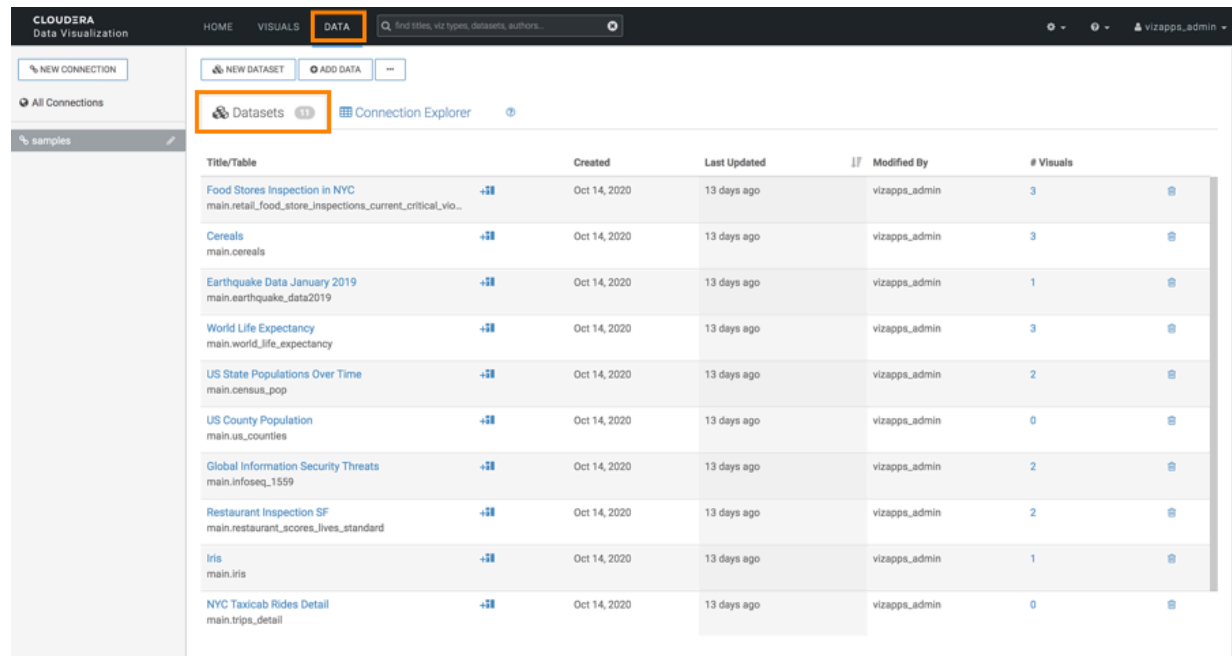 CLOUDERA
Data Visualization
HOME VISUALS DATA find titles, viz types, datasets, authors... vizapps_admin
NEW CONNECTION
All Connections
samples
NEW DATASET ADD DATA ...
Datasets 11 Connection Explorer ?
Title/Table Created Last Updated Modified By # Visuals
Food Stores Inspection in NYC Oct 14, 2020 13 days ago vizapps_admin 3
main.retail_food_store_inspections_current_critical_vio...
Cereals Oct 14, 2020 13 days ago vizapps_admin 3
main.cereals
Earthquake Data January 2019 Oct 14, 2020 13 days ago vizapps_admin 1
main.earthquake_data2019
World Life Expectancy Oct 14, 2020 13 days ago vizapps_admin 3
main.world_life_expectancy
US State Populations Over Time Oct 14, 2020 13 days ago vizapps_admin 2
main.census_pop
US County Population Oct 14, 2020 13 days ago vizapps_admin 0
main.us_counties
Global Information Security Threats Oct 14, 2020 13 days ago vizapps_admin 2
main.infoseq_1559
Restaurant Inspection SF Oct 14, 2020 13 days ago vizapps_admin 2
main.restaurant_scores_lives_standard
Iris Oct 14, 2020 13 days ago vizapps_admin 1
main.iris
NYC Taxicab Rides Detail Oct 14, 2020 13 days ago vizapps_admin 0
main.trips_detail